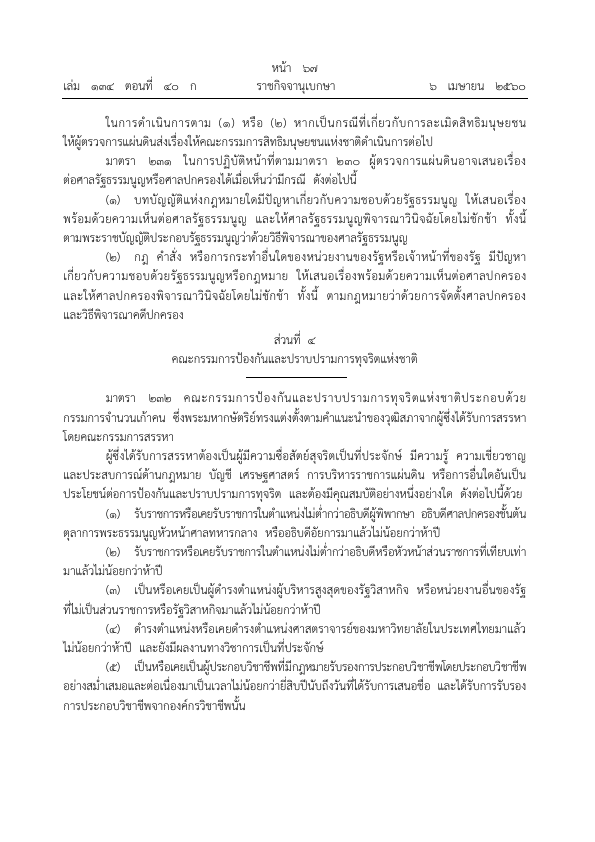 หน้า ๖๗
เล่ม ๑๓๔ ตอนที่ ๔๐ ก ราชกิจจานุเบกษา ๖ เมษายน ๒๕๖๐
ในการดำเนินการตาม (๑) หรือ (๒) หากเป็นกรณีที่เกี่ยวกับการละเมิดสิทธิมนุษยชน
ให้ผู้ตรวจการแผ่นดินส่งเรื่องให้คณะกรรมการสิทธิมนุษยชนแห่งชาติดำเนินการต่อไป
มาตรา ๒๓๑ ในการปฏิบัติหน้าที่ตามมาตรา ๒๓๐ ผู้ตรวจการแผ่นดินอาจเสนอเรื่อง
ต่อศาลรัฐธรรมนูญหรือศาลปกครองได้เมื่อเห็นว่ามีกรณี ดังต่อไปนี้
(๑) บทบัญญัติแห่งกฎหมายใดมีปัญหาเกี่ยวกับความชอบด้วยรัฐธรรมนูญ ให้เสนอเรื่อง
พร้อมด้วยความเห็นต่อศาลรัฐธรรมนูญ และให้ศาลรัฐธรรมนูญพิจารณาวินิจฉัยโดยไม่ชักช้า ทั้งนี้
ตามพระราชบัญญัติประกอบรัฐธรรมนูญว่าด้วยวิธีพิจารณาของศาลรัฐธรรมนูญ
(๒) กฎ คำสั่ง หรือการกระทำอื่นใดของหน่วยงานของรัฐหรือเจ้าหน้าที่ของรัฐ มีปัญหา
เกี่ยวกับความชอบด้วยรัฐธรรมนูญหรือกฎหมาย ให้เสนอเรื่องพร้อมด้วยความเห็นต่อศาลปกครอง
และให้ศาลปกครองพิจารณาวินิจฉัยโดยไม่ชักช้า ทั้งนี้ ตามกฎหมายว่าด้วยการจัดตั้งศาลปกครอง
และวิธีพิจารณาคดีปกครอง
ส่วนที่ ๔
คณะกรรมการป้องกันและปราบปรามการทุจริตแห่งชาติ
มาตรา ๒๓๒ คณะกรรมการป้องกันและปราบปรามการทุจริตแห่งชาติประกอบด้วย
กรรมการจำนวนเก้าคน ซึ่งพระมหากษัตริย์ทรงแต่งตั้งตามคำแนะนำของวุฒิสภาจากผู้ซึ่งได้รับการสรรหา
โดยคณะกรรมการสรรหา
ผู้ซึ่งได้รับการสรรหาต้องเป็นผู้มีความซื่อสัตย์สุจริตเป็นที่ประจักษ์ มีความรู้ ความเชี่ยวชาญ
และประสบการณ์ด้านกฎหมาย บัญชี เศรษฐศาสตร์ การบริหารราชการแผ่นดิน หรือการอื่นใดอันเป็น
ประโยชน์ต่อการป้องกันและปราบปรามการทุจริต และต้องมีคุณสมบัติอย่างหนึ่งอย่างใด ดังต่อไปนี้ด้วย
(๑) รับราชการหรือเคยรับราชการในตำแหน่งไม่ต่ำกว่าอธิบดีผู้พิพากษา อธิบดีศาลปกครองชั้นต้น
ตุลาการพระธรรมนูญหัวหน้าศาลทหารกลาง หรืออธิบดีอัยการมาแล้วไม่น้อยกว่าห้าปี
(๒) รับราชการหรือเคยรับราชการในตำแหน่งไม่ต่ำกว่าอธิบดีหรือหัวหน้าส่วนราชการที่เทียบเท่า
มาแล้วไม่น้อยกว่าห้าปี
(๓) เป็นหรือเคยเป็นผู้ดำรงตำแหน่งผู้บริหารสูงสุดของรัฐวิสาหกิจ หรือหน่วยงานอื่นของรัฐ
ที่ไม่เป็นส่วนราชการหรือรัฐวิสาหกิจมาแล้วไม่น้อยกว่าห้าปี
(๔) ดำรงตำแหน่งหรือเคยดำรงตำแหน่งศาสตราจารย์ของมหาวิทยาลัยในประเทศไทยมาแล้ว
ไม่น้อยกว่าห้าปี และยังมีผลงานทางวิชาการเป็นที่ประจักษ์
(๕) เป็นหรือเคยเป็นผู้ประกอบวิชาชีพที่มีกฎหมายรับรองการประกอบวิชาชีพโดยประกอบวิชาชีพ
อย่างสม่ำเสมอและต่อเนื่องมาเป็นเวลาไม่น้อยกว่ายี่สิบปีนับถึงวันที่ได้รับการเสนอชื่อ และได้รับการรับรอง
การประกอบวิชาชีพจากองค์กรวิชาชีพนั้น